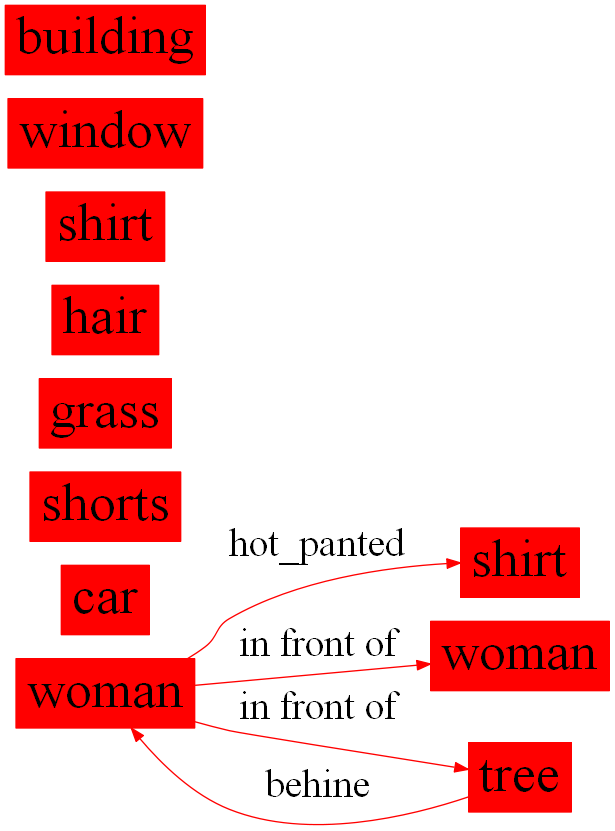 building
window
shirt
hair
grass
shorts
car
hot_panted
shirt
in front of
woman
woman
in front of
tree
behine